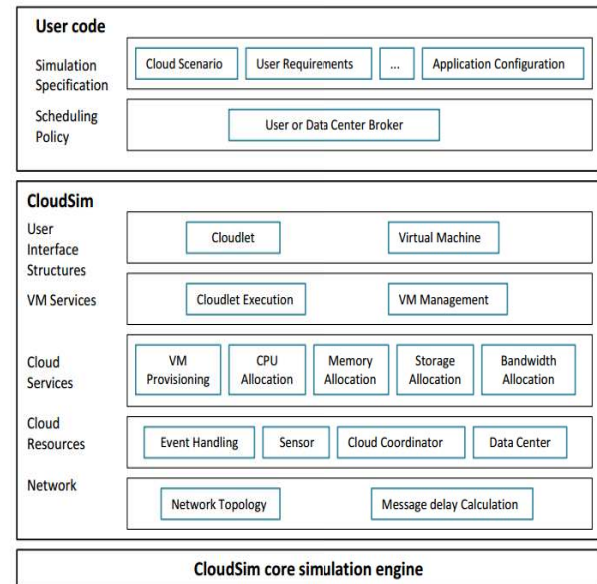 User code
Simulation
Specification
Cloud Scenario
User Requirements
...
Application Configuration
Scheduling
Policy
User or Data Center Broker
CloudSim
User
Interface
Structures
Cloudlet
Virtual Machine
VM Services
Cloudlet Execution
VM Management
Cloud
Services
VM
Provisioning
CPU
Allocation
Memory
Allocation
Storage
Allocation
Bandwidth
Allocation
Cloud
Resources
Event Handling
Sensor
Cloud Coordinator
Data Center
Network
Network Topology
Message delay Calculation
CloudSim core simulation engine